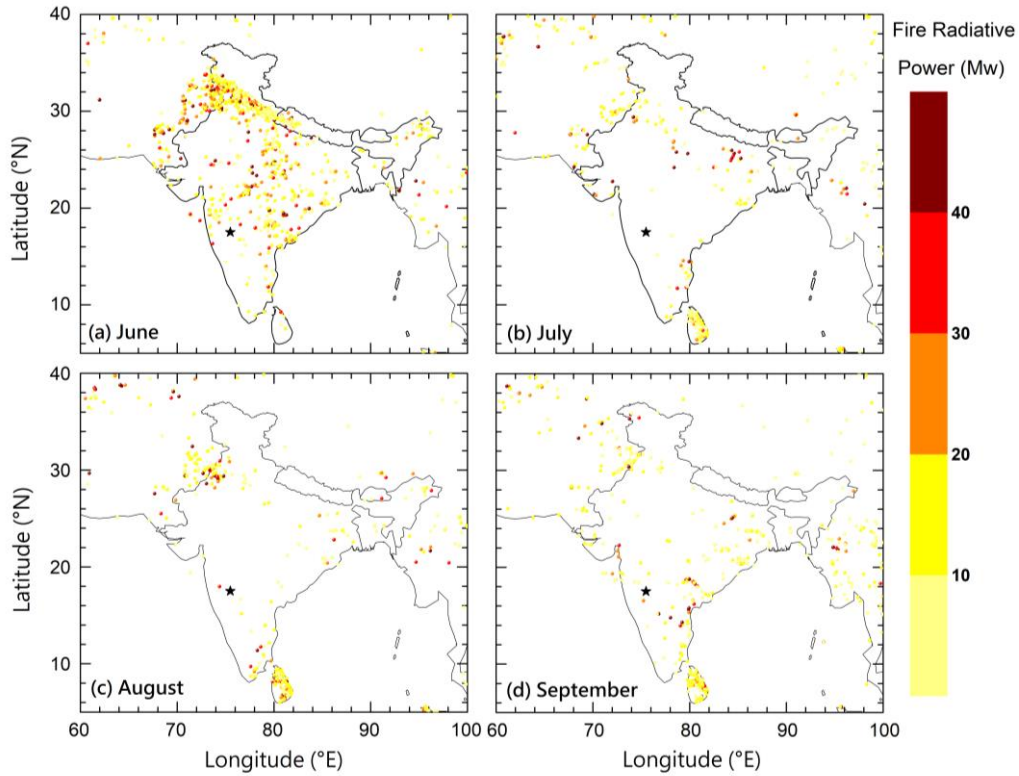 40
30
20
10
Latitude (°N)
(a) June
(b) July
Fire Radiative
Power (Mw)
40
30
20
10
40
30
20
10
Latitude (°N)
(c) August
(d) September
60
70
80
90
100
60
70
80
90
100
Longitude (°E)
Longitude (°E)